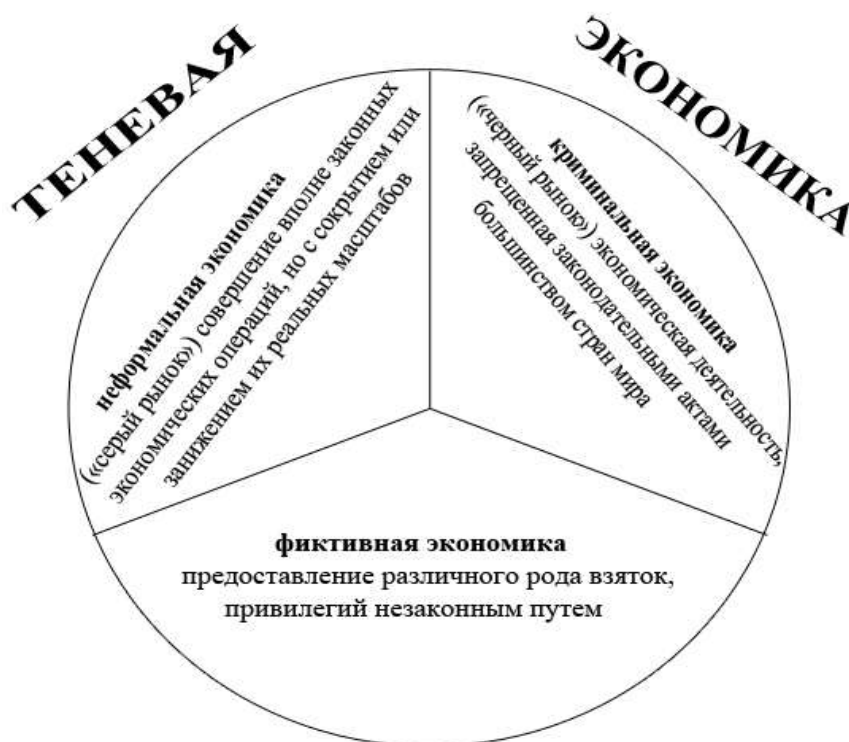 ТЕНЕВАЯ
ЭКОНОМИКА
неформальная экономика
(«серый рынок») совершение вполне законных
экономических операций, но с сокрытием или
занижением их реальных масштабов
криминальная экономика
(«черный рынок») экономическая деятельность,
запрещенная законодательными актами
большинством стран мира
фиктивная экономика
предоставление различного рода взяток,
привилегий незаконным путем